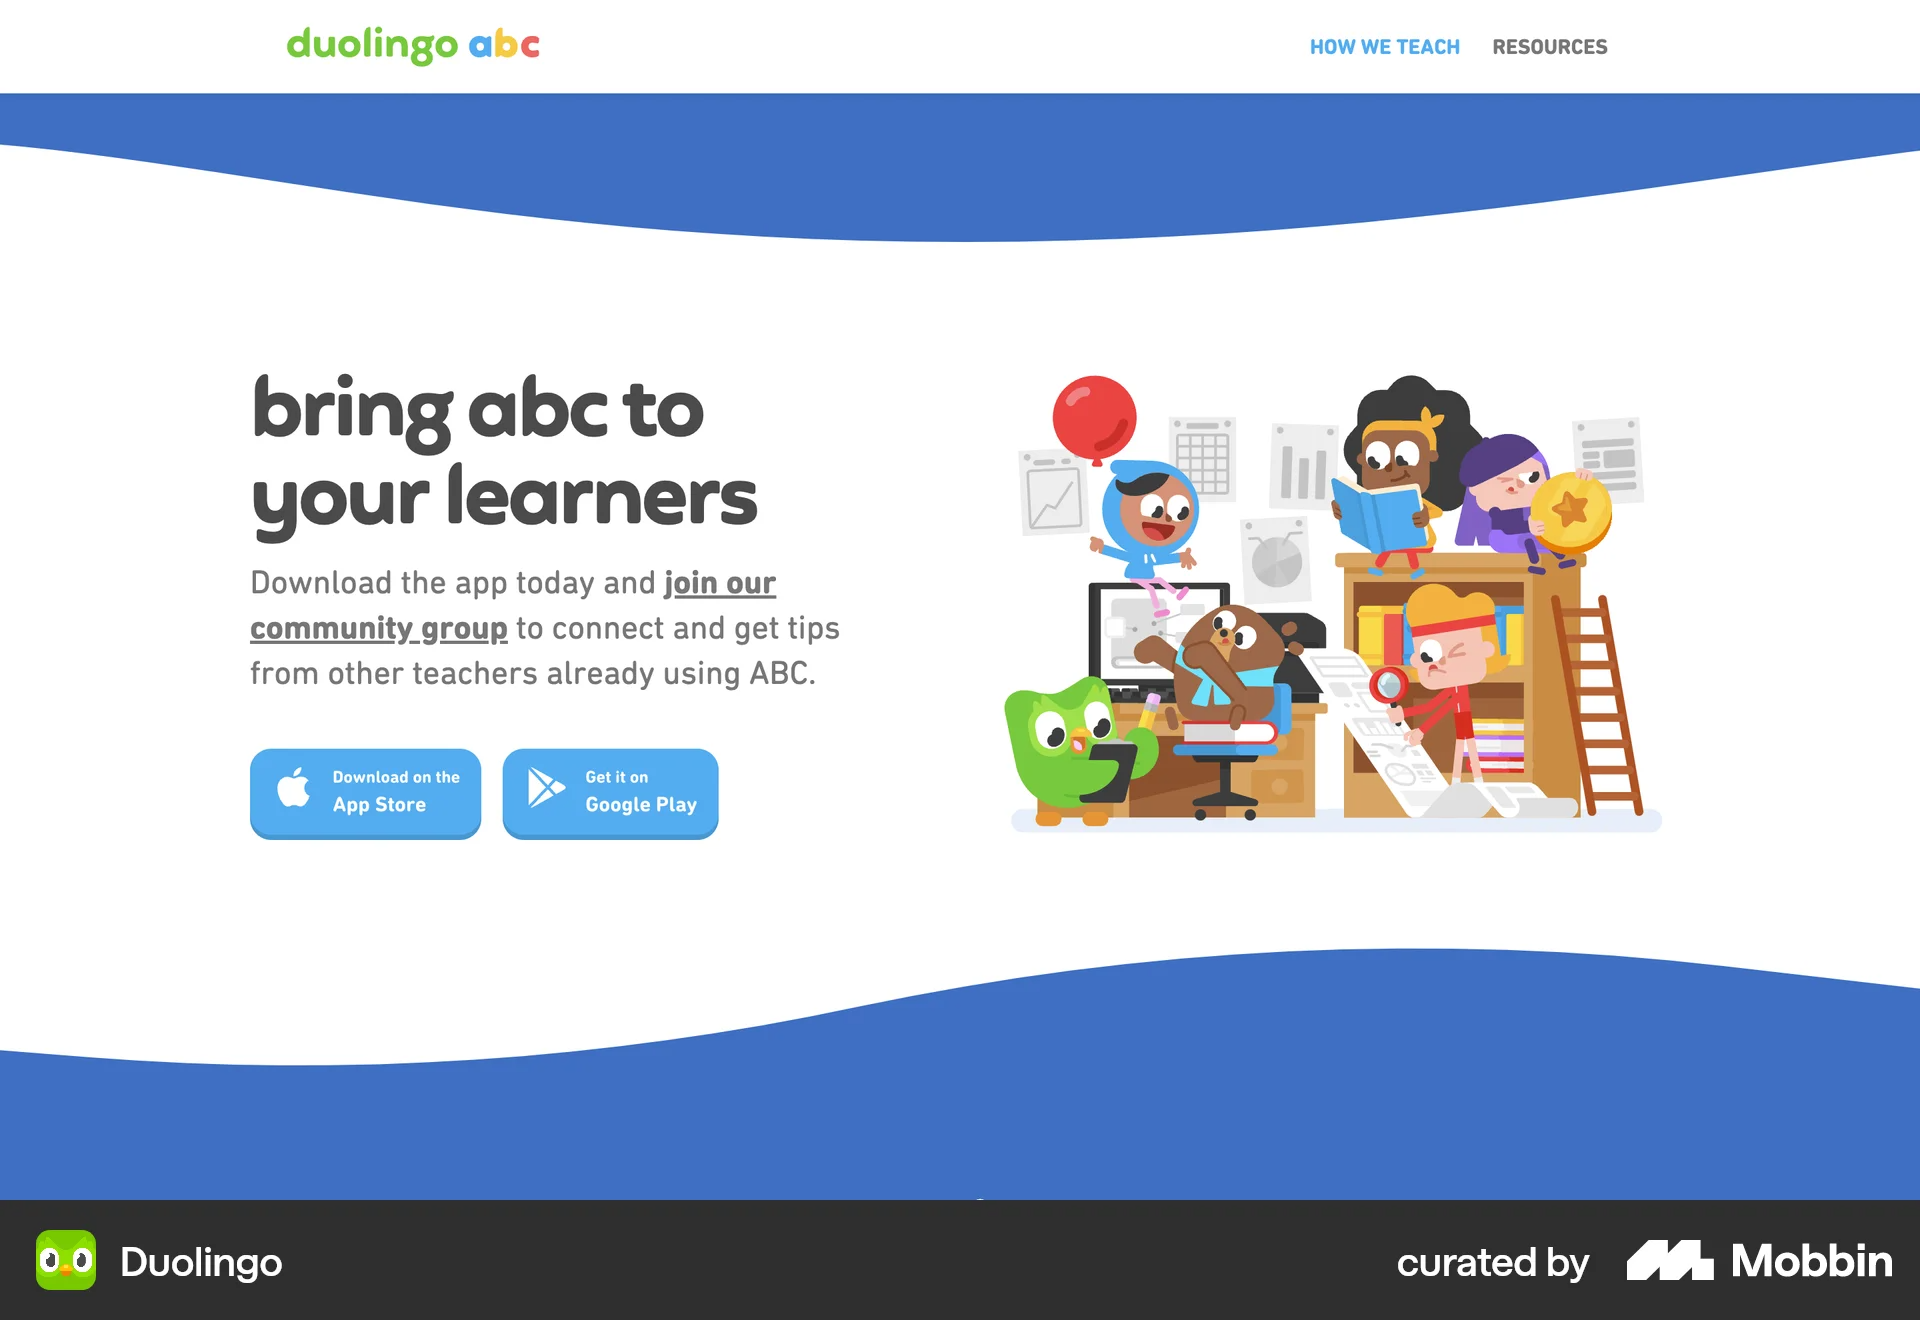 duolingo abc
HOW WE TEACH
RESOURCES
bring abc to
your learners
Download the app today and join our
community group to connect and get tips
from other teachers already using ABC.
Download on the
App Store
Get it on
Google Play
Duolingo
curated by
Mobbin